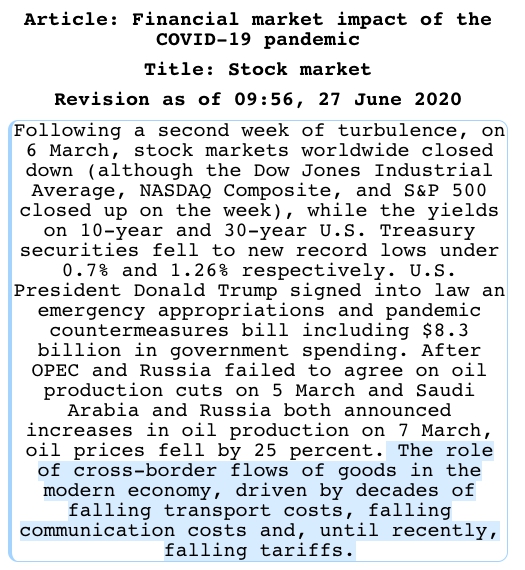 Article: Financial market impact of the
COVID-19 pandemic
Title: Stock market
Revision as of 09:56, 27 June 2020
Following a second week of turbulence, on
6 March, stock markets worldwide closed
down (although the Dow Jones Industrial
Average, NASDAQ Composite, and S&P 500
closed up on the week), while the yields
on 10-year and 30-year U.S. Treasury
securities fell to new record lows under
0.7% and 1.26% respectively. U.S.
President Donald Trump signed into law an
emergency appropriations and pandemic
countermeasures bill including $8.3
billion in government spending. After
OPEC and Russia failed to agree on oil
production cuts on 5 March and Saudi
Arabia and Russia both announced
increases in oil production on 7 March,
oil prices fell by 25 percent. The role
of cross-border flows of goods in the
modern economy, driven by decades of
falling transport costs, falling
communication costs and, until recently,
falling tariffs.